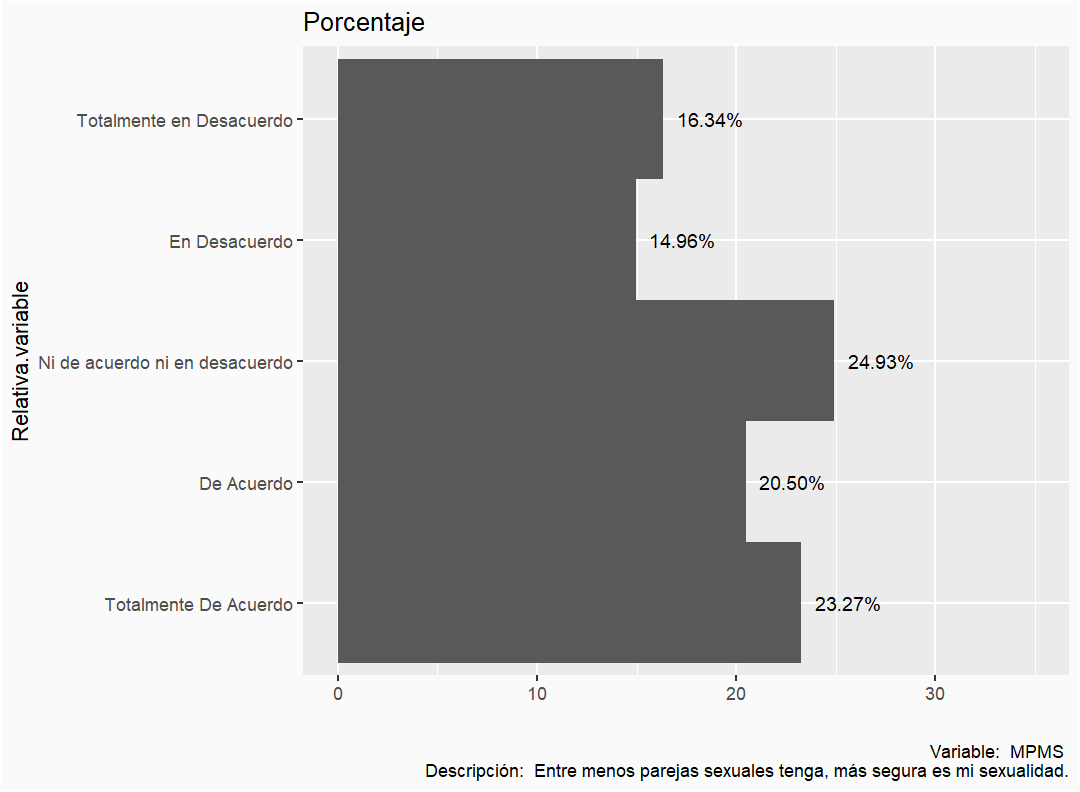 Porcentaje
Totalmente en Desacuerdo
16.34%
En Desacuerdo
14.96%
Relativa.variable
Ni de acuerdo ni en desacuerdo
24.93%
De Acuerdo
20.50%
Totalmente De Acuerdo
23.27%
0 10 20 30
Variable: MPMS
Descripción: Entre menos parejas sexuales tenga, más segura es mi sexualidad.